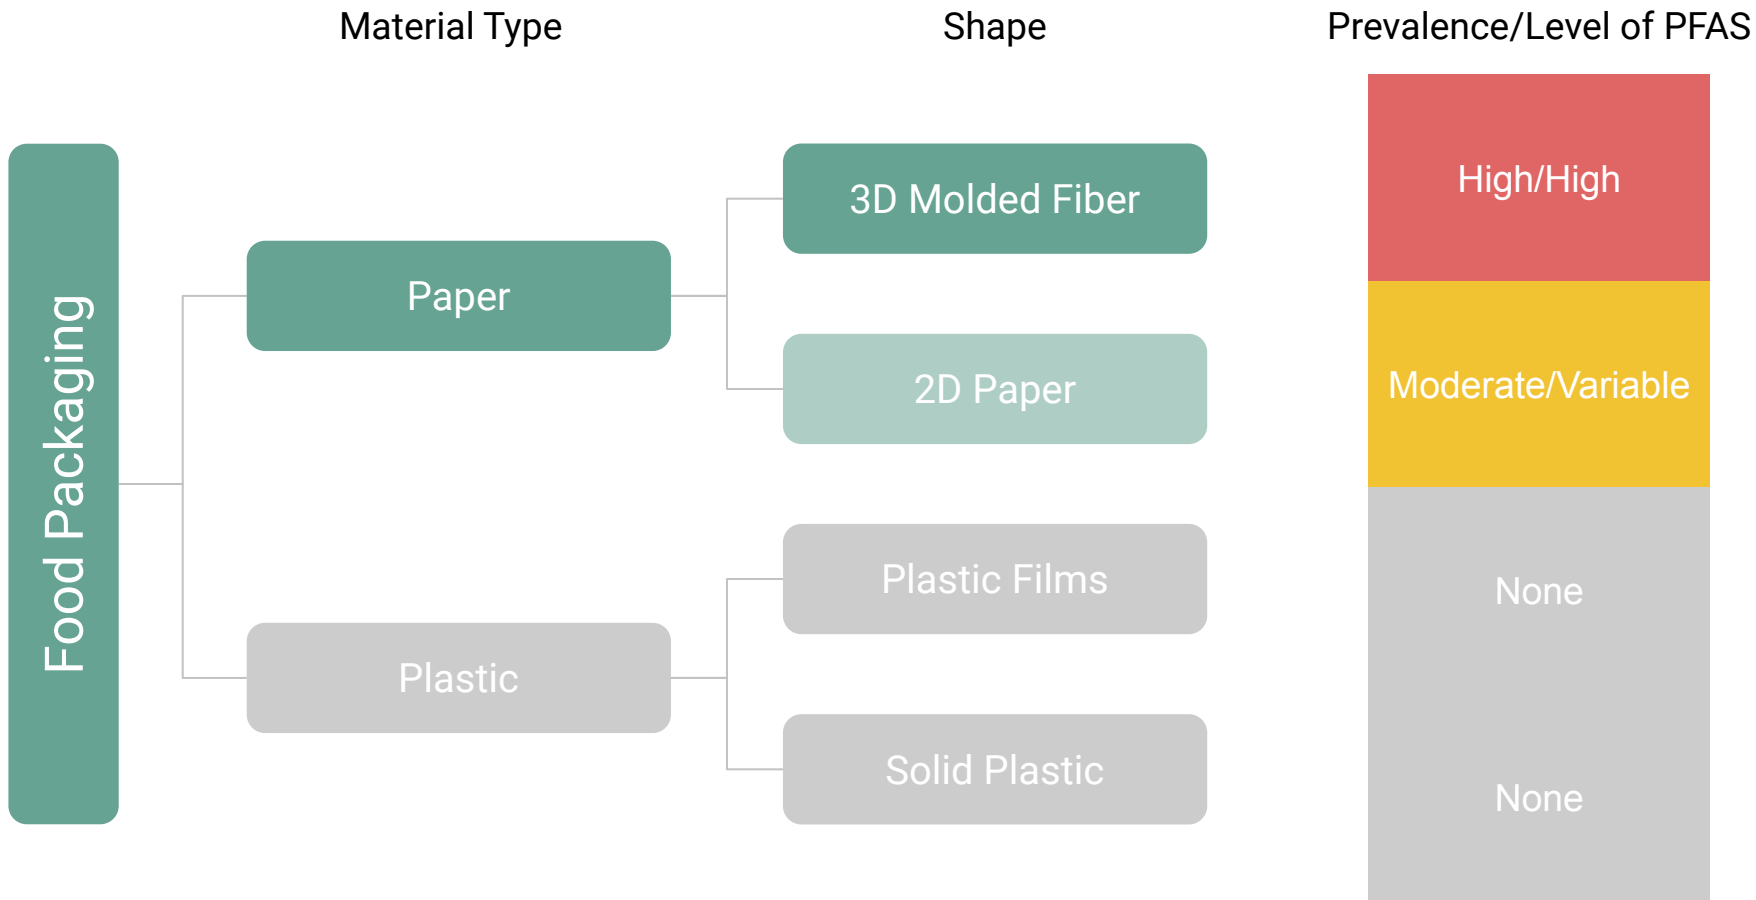 Material Type
Shape
Prevalence/Level of PFAS
Food Packaging
Paper
3D Molded Fiber
High/High
2D Paper
Moderate/Variable
Plastic
Plastic Films
None
Solid Plastic
None